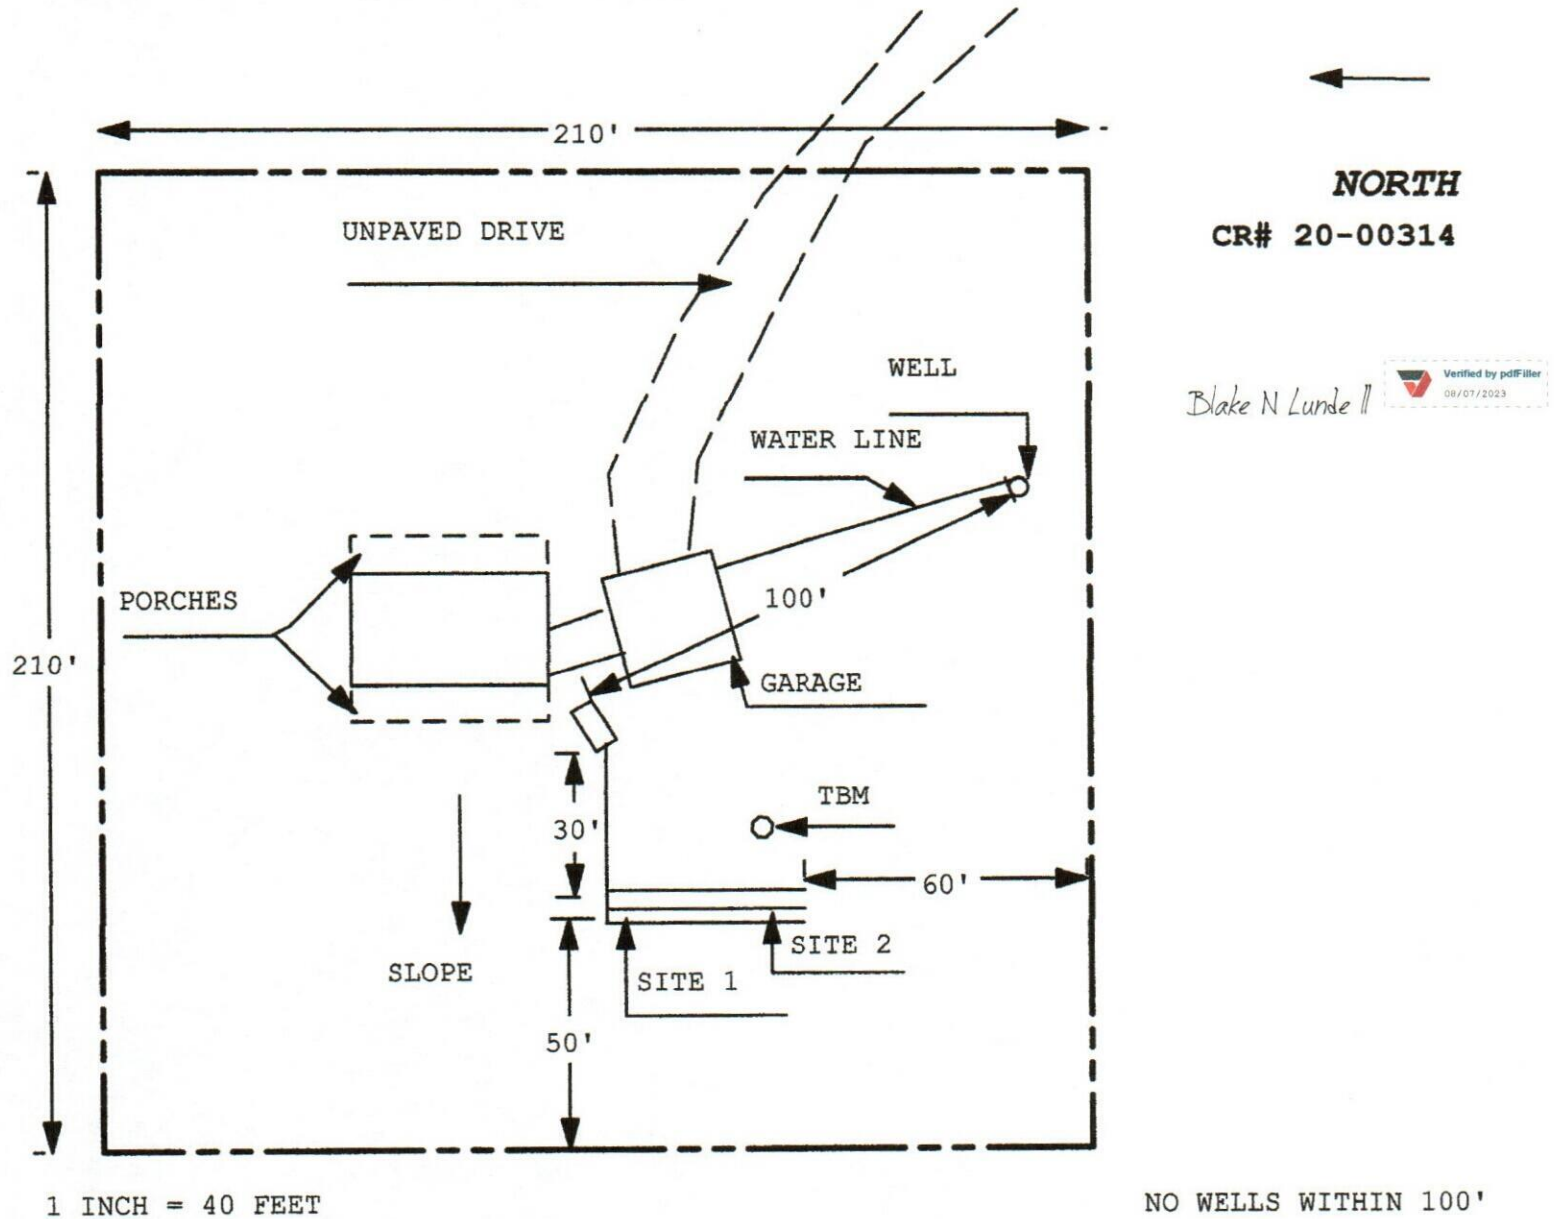 210'
NORTH
UNPAVED DRIVE
CR# 20-00314
WELL
Verified by pdfFiller
08/07/2023
Blake N Lunde II
WATER LINE
PORCHES
100'
210'
GARAGE
TBM
30'
60'
SITE 2
SLOPE
SITE 1
50'
1 INCH = 40 FEET
NO WELLS WITHIN 100'